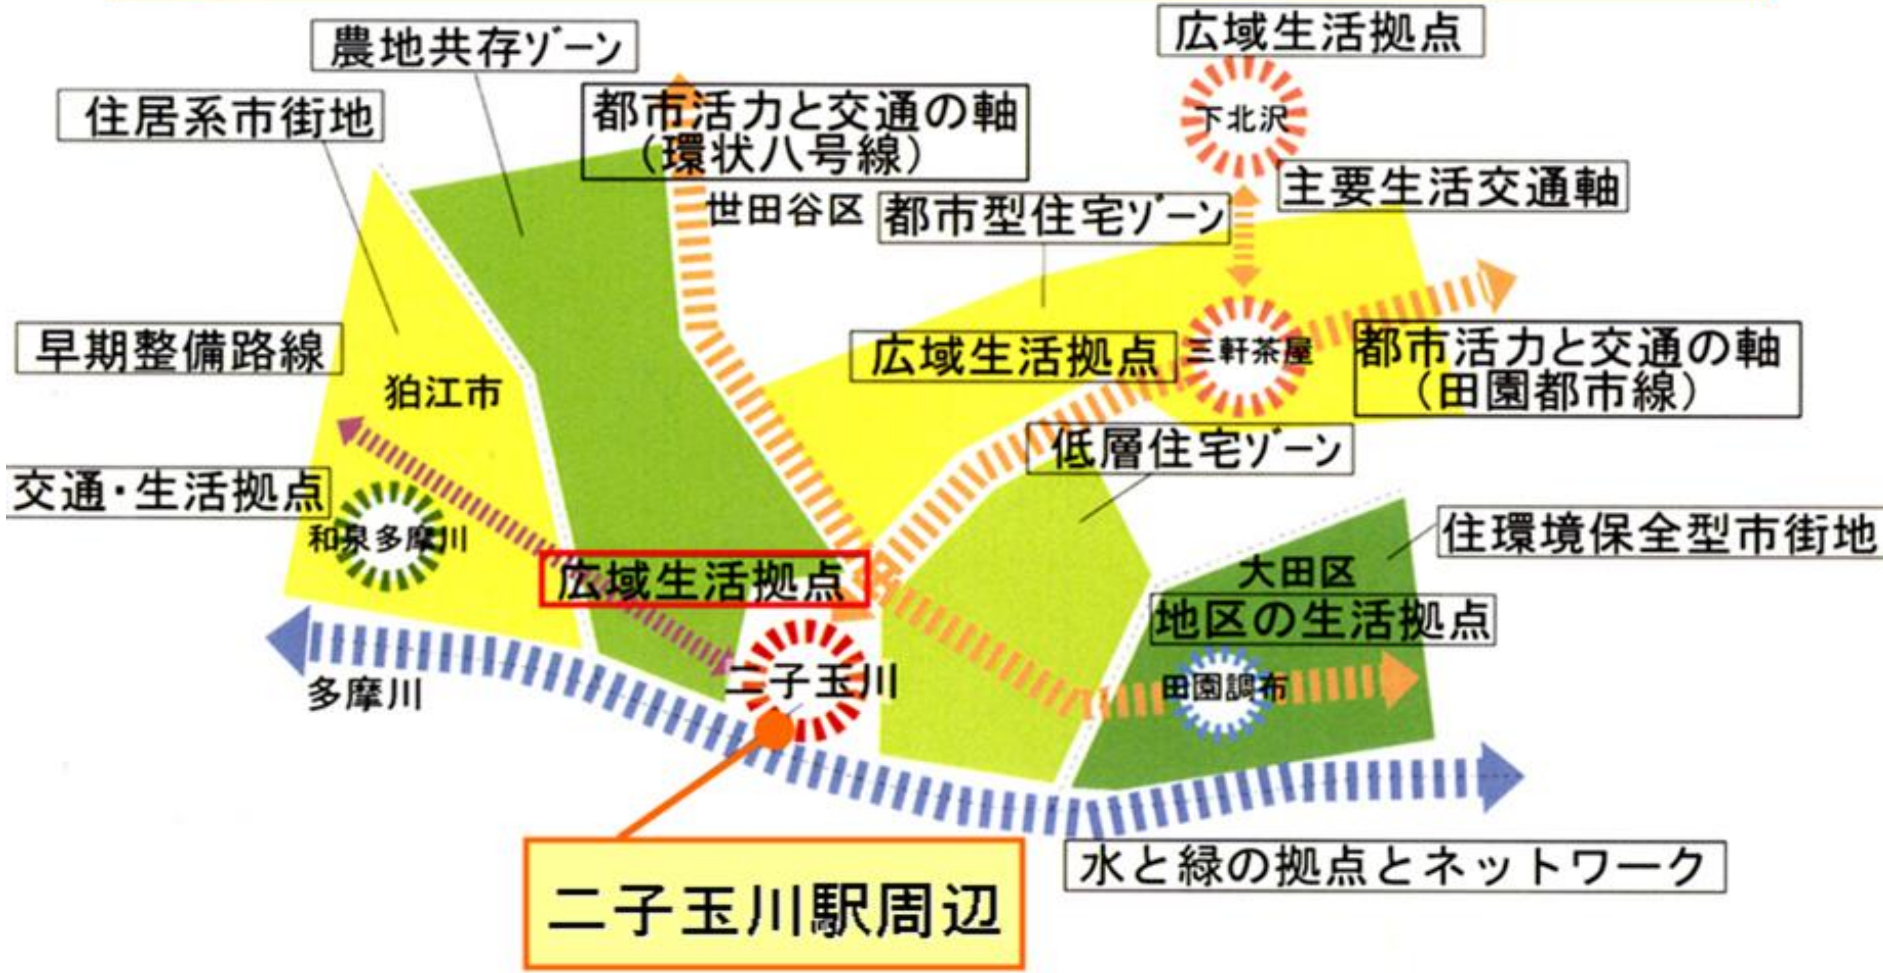 広域生活拠点
農地共存ゾーン
住居系市街地
都市活力と交通の軸
(環状八号線)
下北沢
主要生活交通軸
世田谷区
都市型住宅ゾーン
早期整備路線
狛江市
広域生活拠点
三軒茶屋
都市活力と交通の軸
(田園都市線)
低層住宅ゾーン
交通・生活拠点
和泉多摩川
広域生活拠点
住環境保全型市街地
大田区
地区の生活拠点
二子玉川
田園調布
多摩川
水と緑の拠点とネットワーク
二子玉川駅周辺